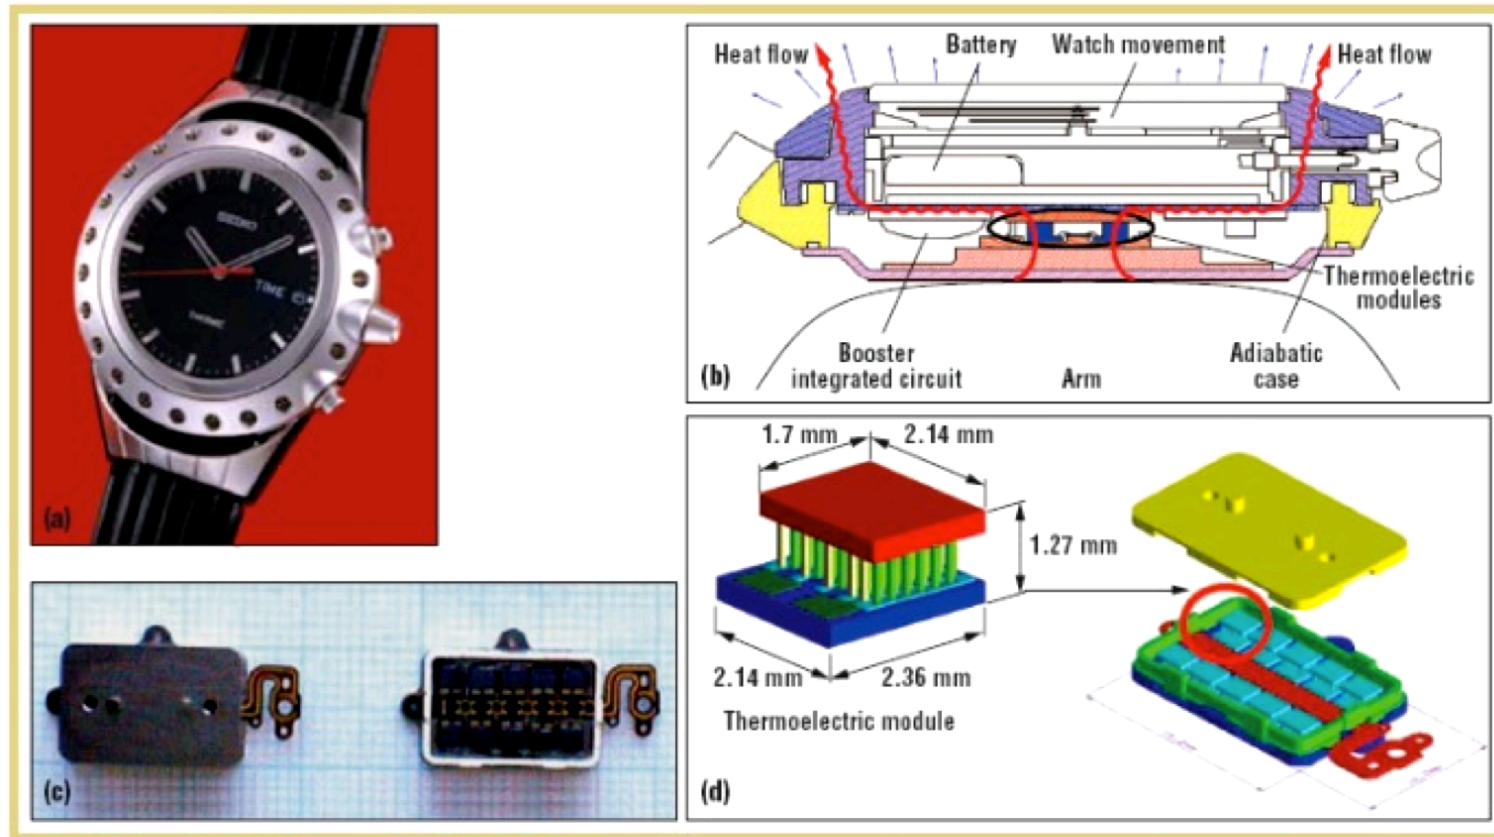 SEIKO
TIME
(a)
Heat flow
Battery
Watch movement
Heat flow
Thermoelectric
modules
Booster
integrated circuit
Arm
Adiabatic
case
(b)
(c)
1.7 mm
2.14 mm
1.27 mm
2.14 mm
2.36 mm
Thermoelectric module
(d)